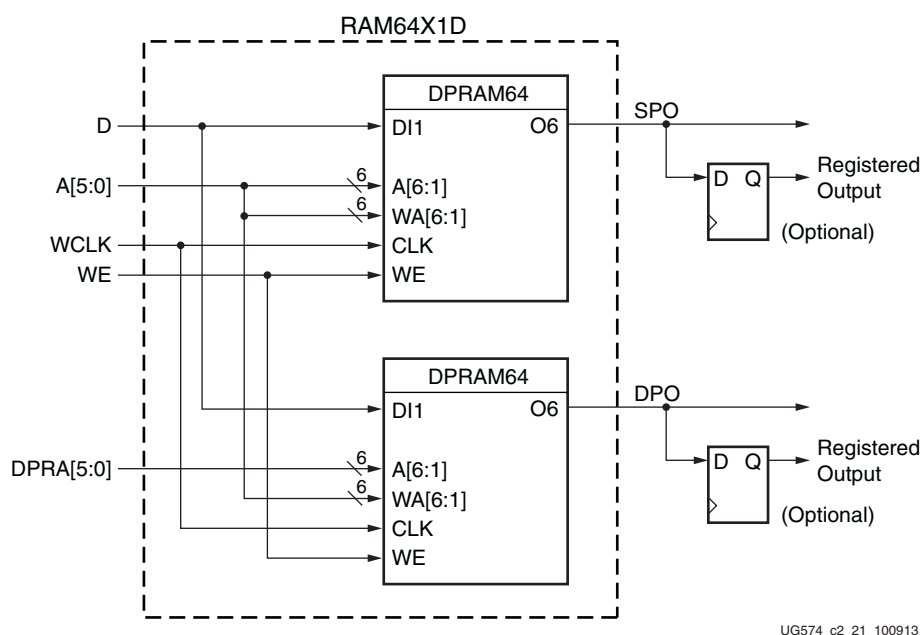 RAM64X1D
DPRAM64
D
DI1
O6
SPO
A[5:0]
6
A[6:1]
6
WA[6:1]
WCLK
CLK
WE
WE
D Q
Registered
Output
(Optional)
DPRAM64
DI1
O6
DPO
DPRA[5:0]
6
A[6:1]
6
WA[6:1]
CLK
WE
D Q
Registered
Output
(Optional)
UG574_c2_21_100913